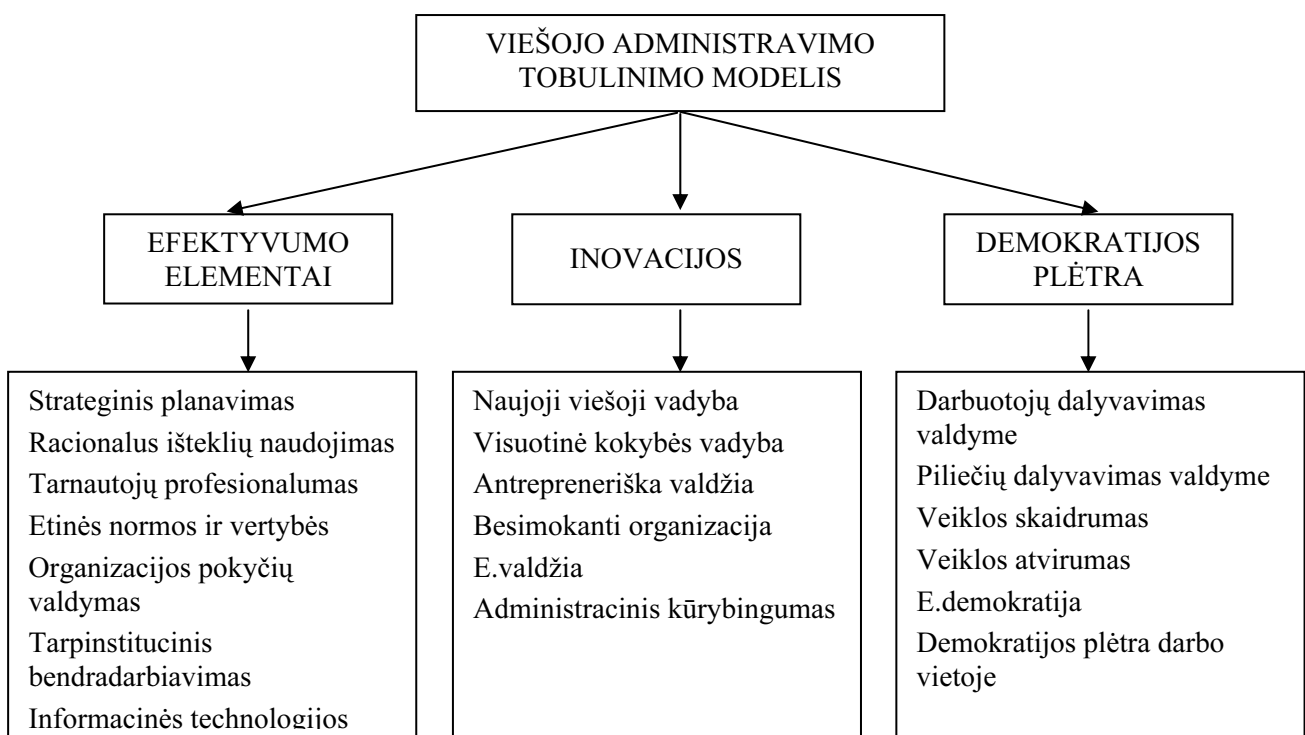 VIEŠOJO ADMINISTRAVIMO
TOBULINIMO MODELIS
EFEKTYVUMO
ELEMENTAI
INOVACIJOS
DEMOKRATIJOS
PLĖTRA
Strateginis planavimas
Racionalus išteklių naudojimas
Tarnautojų profesionalumas
Etinės normos ir vertybės
Organizacijos pokyčių
valdymas
Tarpinstitucinis
bendradarbiavimas
Informacinės technologijos
Naujoji viešoji vadyba
Visuotinė kokybės vadyba
Antrepreneriška valdžia
Besimokanti organizacija
E.valdžia
Administracinis kūrybingumas
Darbuotojų dalyvavimas
valdyme
Piliečių dalyvavimas valdyme
Veiklos skaidrumas
Veiklos atvirumas
E.demokratija
Demokratijos plėtra darbo
vietoje